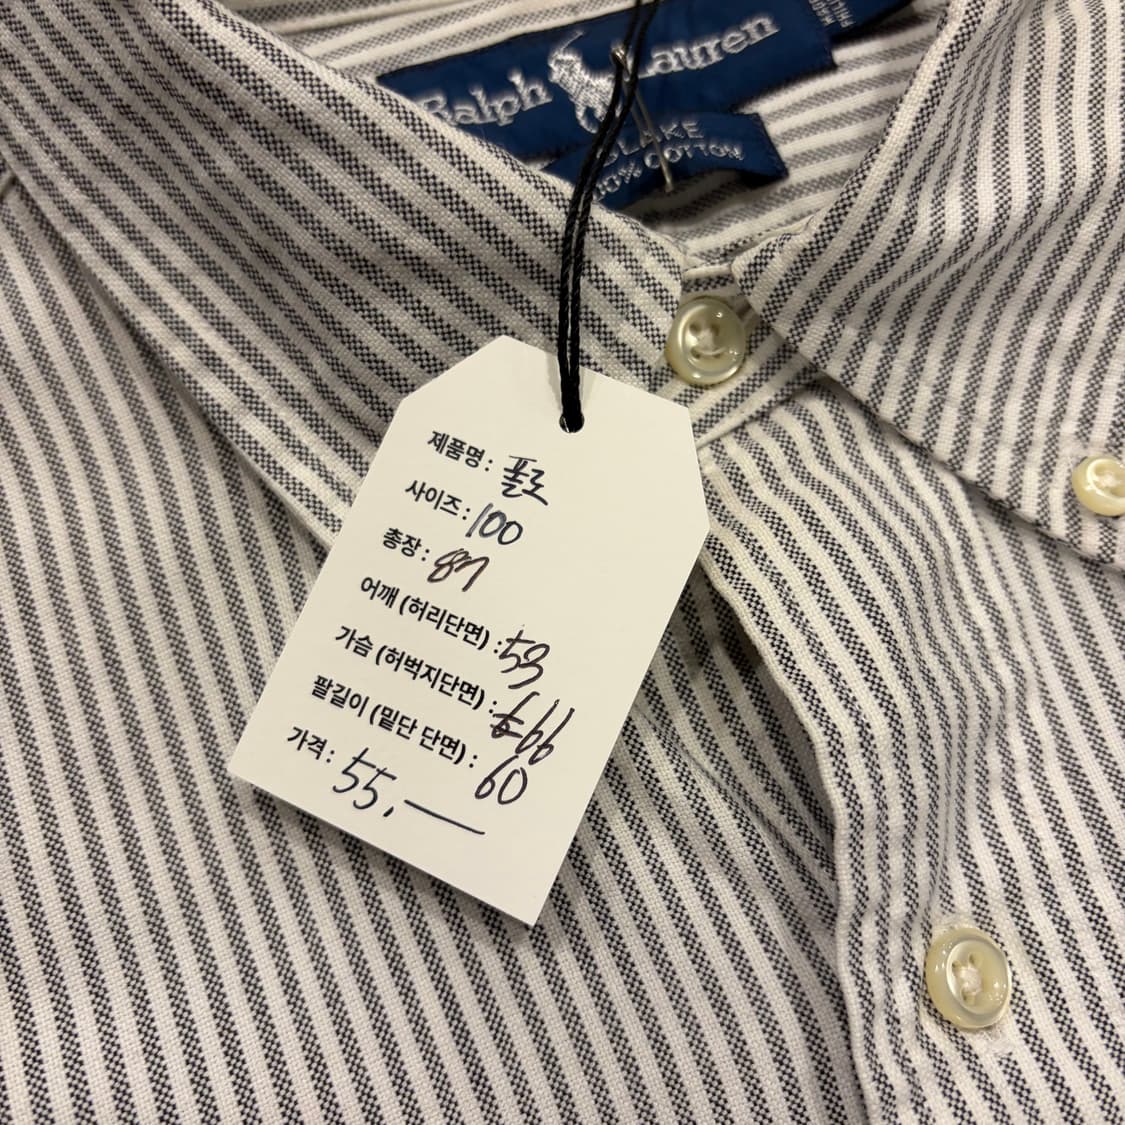 Ralph Lauren
BLAKE
100% COTTON
제품명 : 폴로
사이즈 : 100
총장 : 87
어깨 (허리단면) : 53
가슴 (허벅지단면) :
팔길이 (밑단 단면) : 60
가격 : 55,—